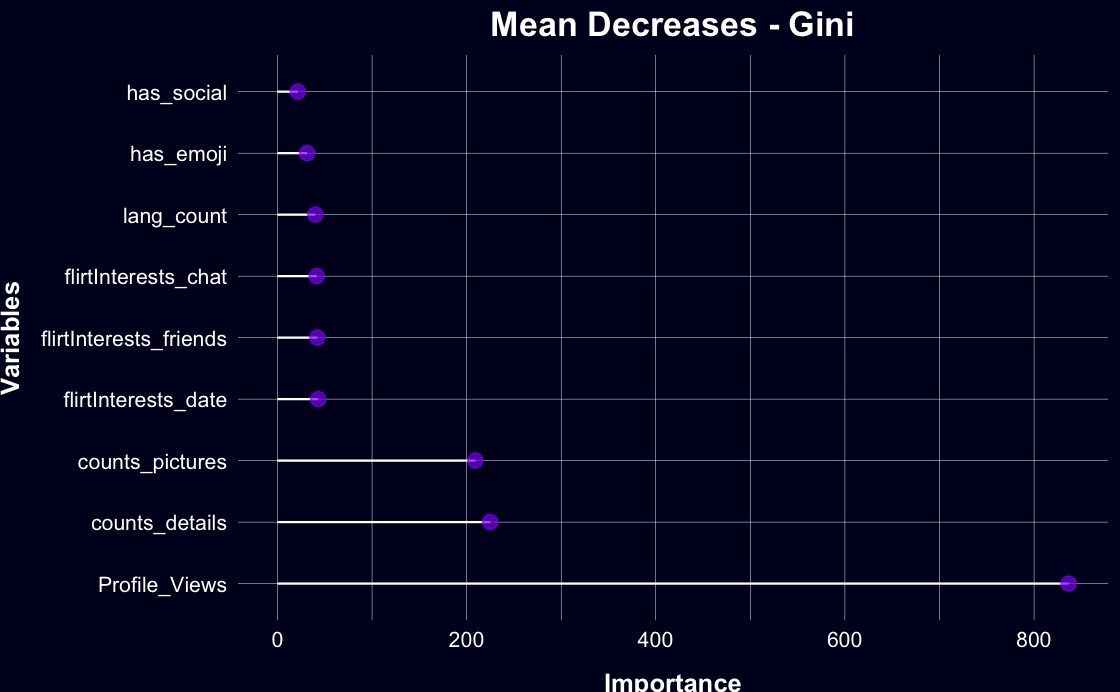 Mean Decreases - Gini
has_social
has_emoji
lang_count
flirtInterests_chat
flirtInterests_friends
flirtInterests_date
counts_pictures
counts_details
Profile_Views
Variables
0 200 400 600 800
Importance